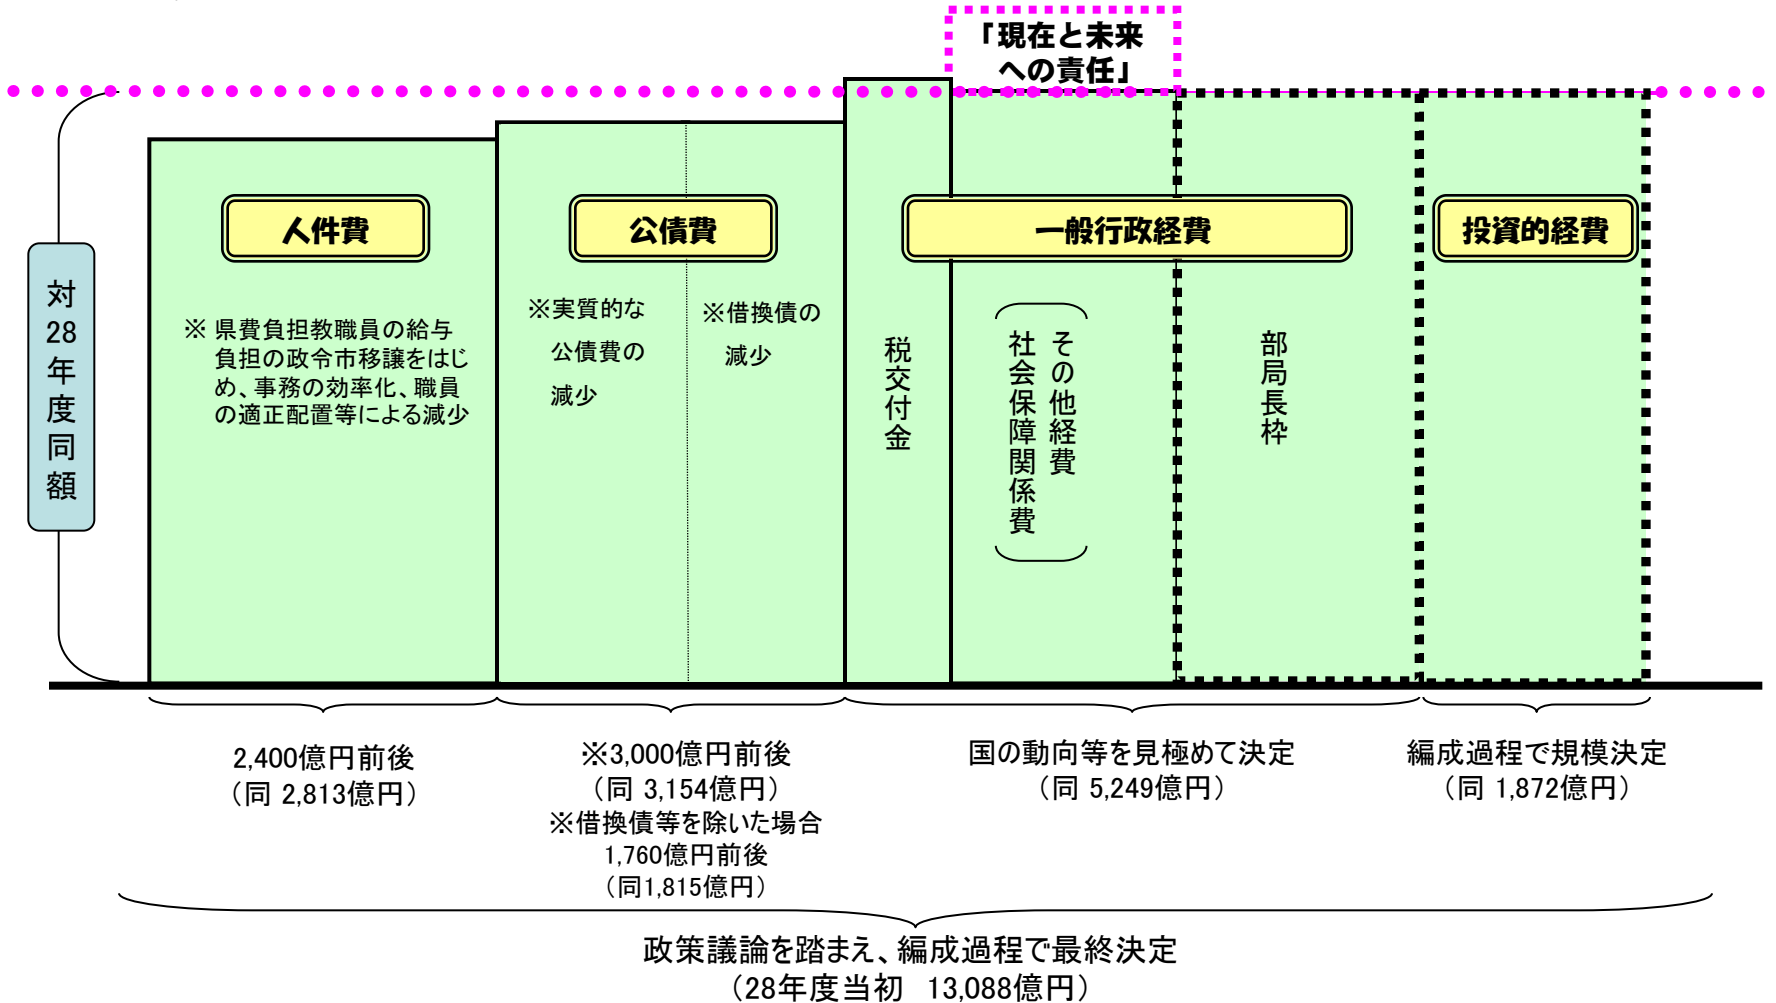 「現在と未来
への責任」
対28年度同額
人件費
公債費
一般行政経費
投資的経費
※ 県費負担教職員の給与
負担の政令市移譲をはじ
め、事務の効率化、職員
の適正配置等による減少
※実質的な
公債費の
減少
※借換債の
減少
税交付金
その他経費
社会保障関係費
部局長枠
2,400億円前後
（同 2,813億円）
※3,000億円前後
（同 3,154億円）
※借換債等を除いた場合
1,760億円前後
（同1,815億円）
国の動向等を見極めて決定
（同 5,249億円）
編成過程で規模決定
（同 1,872億円）
政策議論を踏まえ、編成過程で最終決定
（28年度当初　13,088億円）